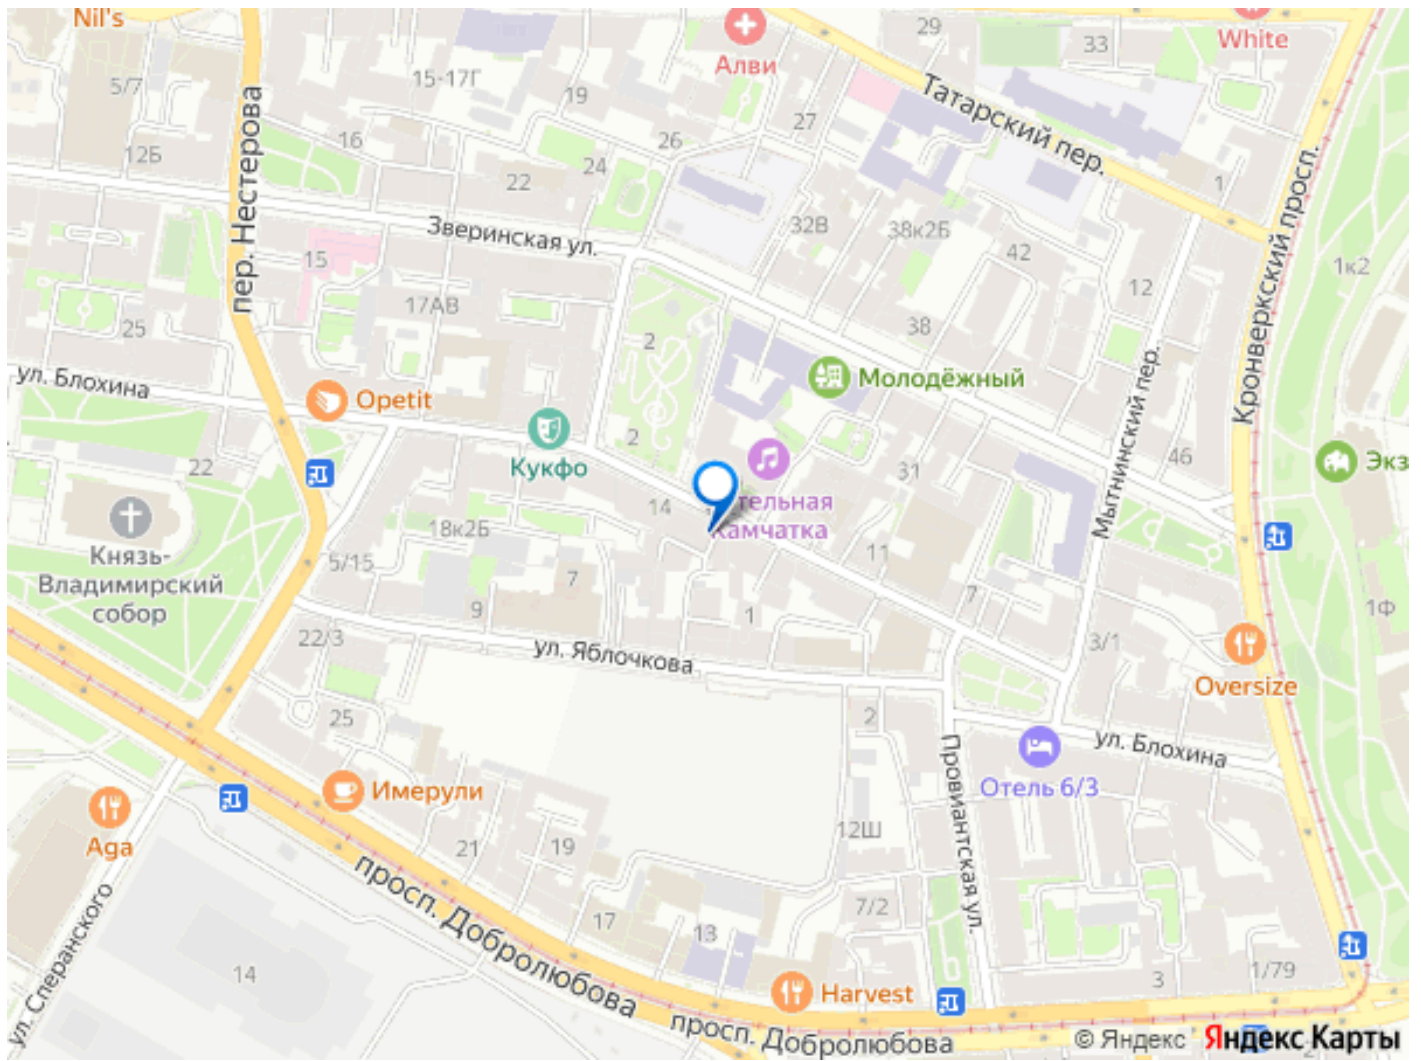 Nil's
29
33
White
Алви
15-17Г
5/7
19
27
Татарский пер.
16
26
12Б
24
22
1
пер. Нестерова
Зверинская ул.
32В
38к2Б
42
Кронверкский просп.
15
1к2
12
17АВ
25
38
2
ул. Блохина
Молодёжный
Opetit
Мытнинский пер.
2
Кукфо
46
22
31
Экз
14
тельная
Камчатка
18к2Б
Князь-
Владимирский
собор
11
5/15
7
7
9
1
1Ф
22/3
ул. Яблочкова
3/1
Oversize
25
2
ул. Блохина
Провиантская ул.
Отель 6/3
Имерули
Aga
12Ш
21
19
просп. Добролюбова
17
7/2
13
ул. Сперанского
14
3
1/79
Harvest
просп. Добролюбова
© Яндекс Яндекс Карты
2